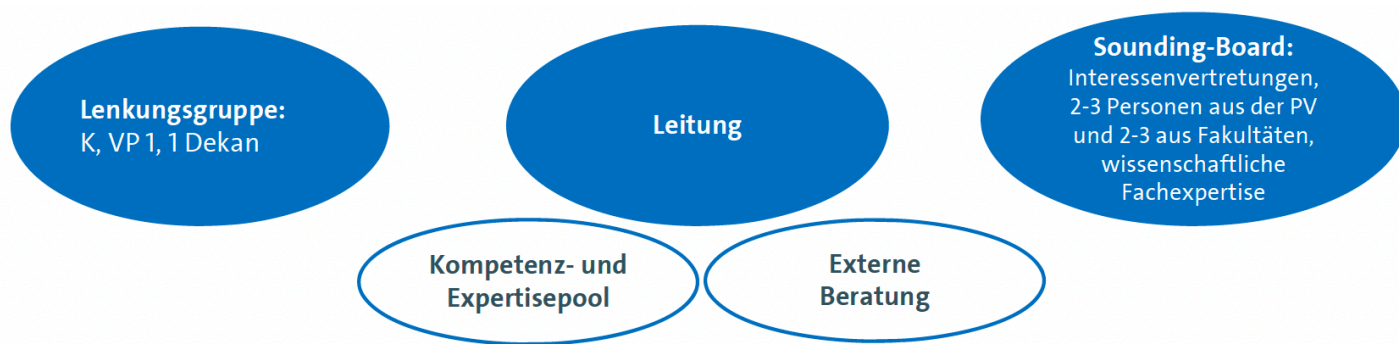 Lenkungsgruppe:
K, VP 1, 1 Dekan
Leitung
Sounding-Board:
Interessenvertretungen,
2-3 Personen aus der PV
und 2-3 aus Fakultäten,
wissenschaftliche
Fachexpertise
Kompetenz- und
Expertisepool
Externe
Beratung